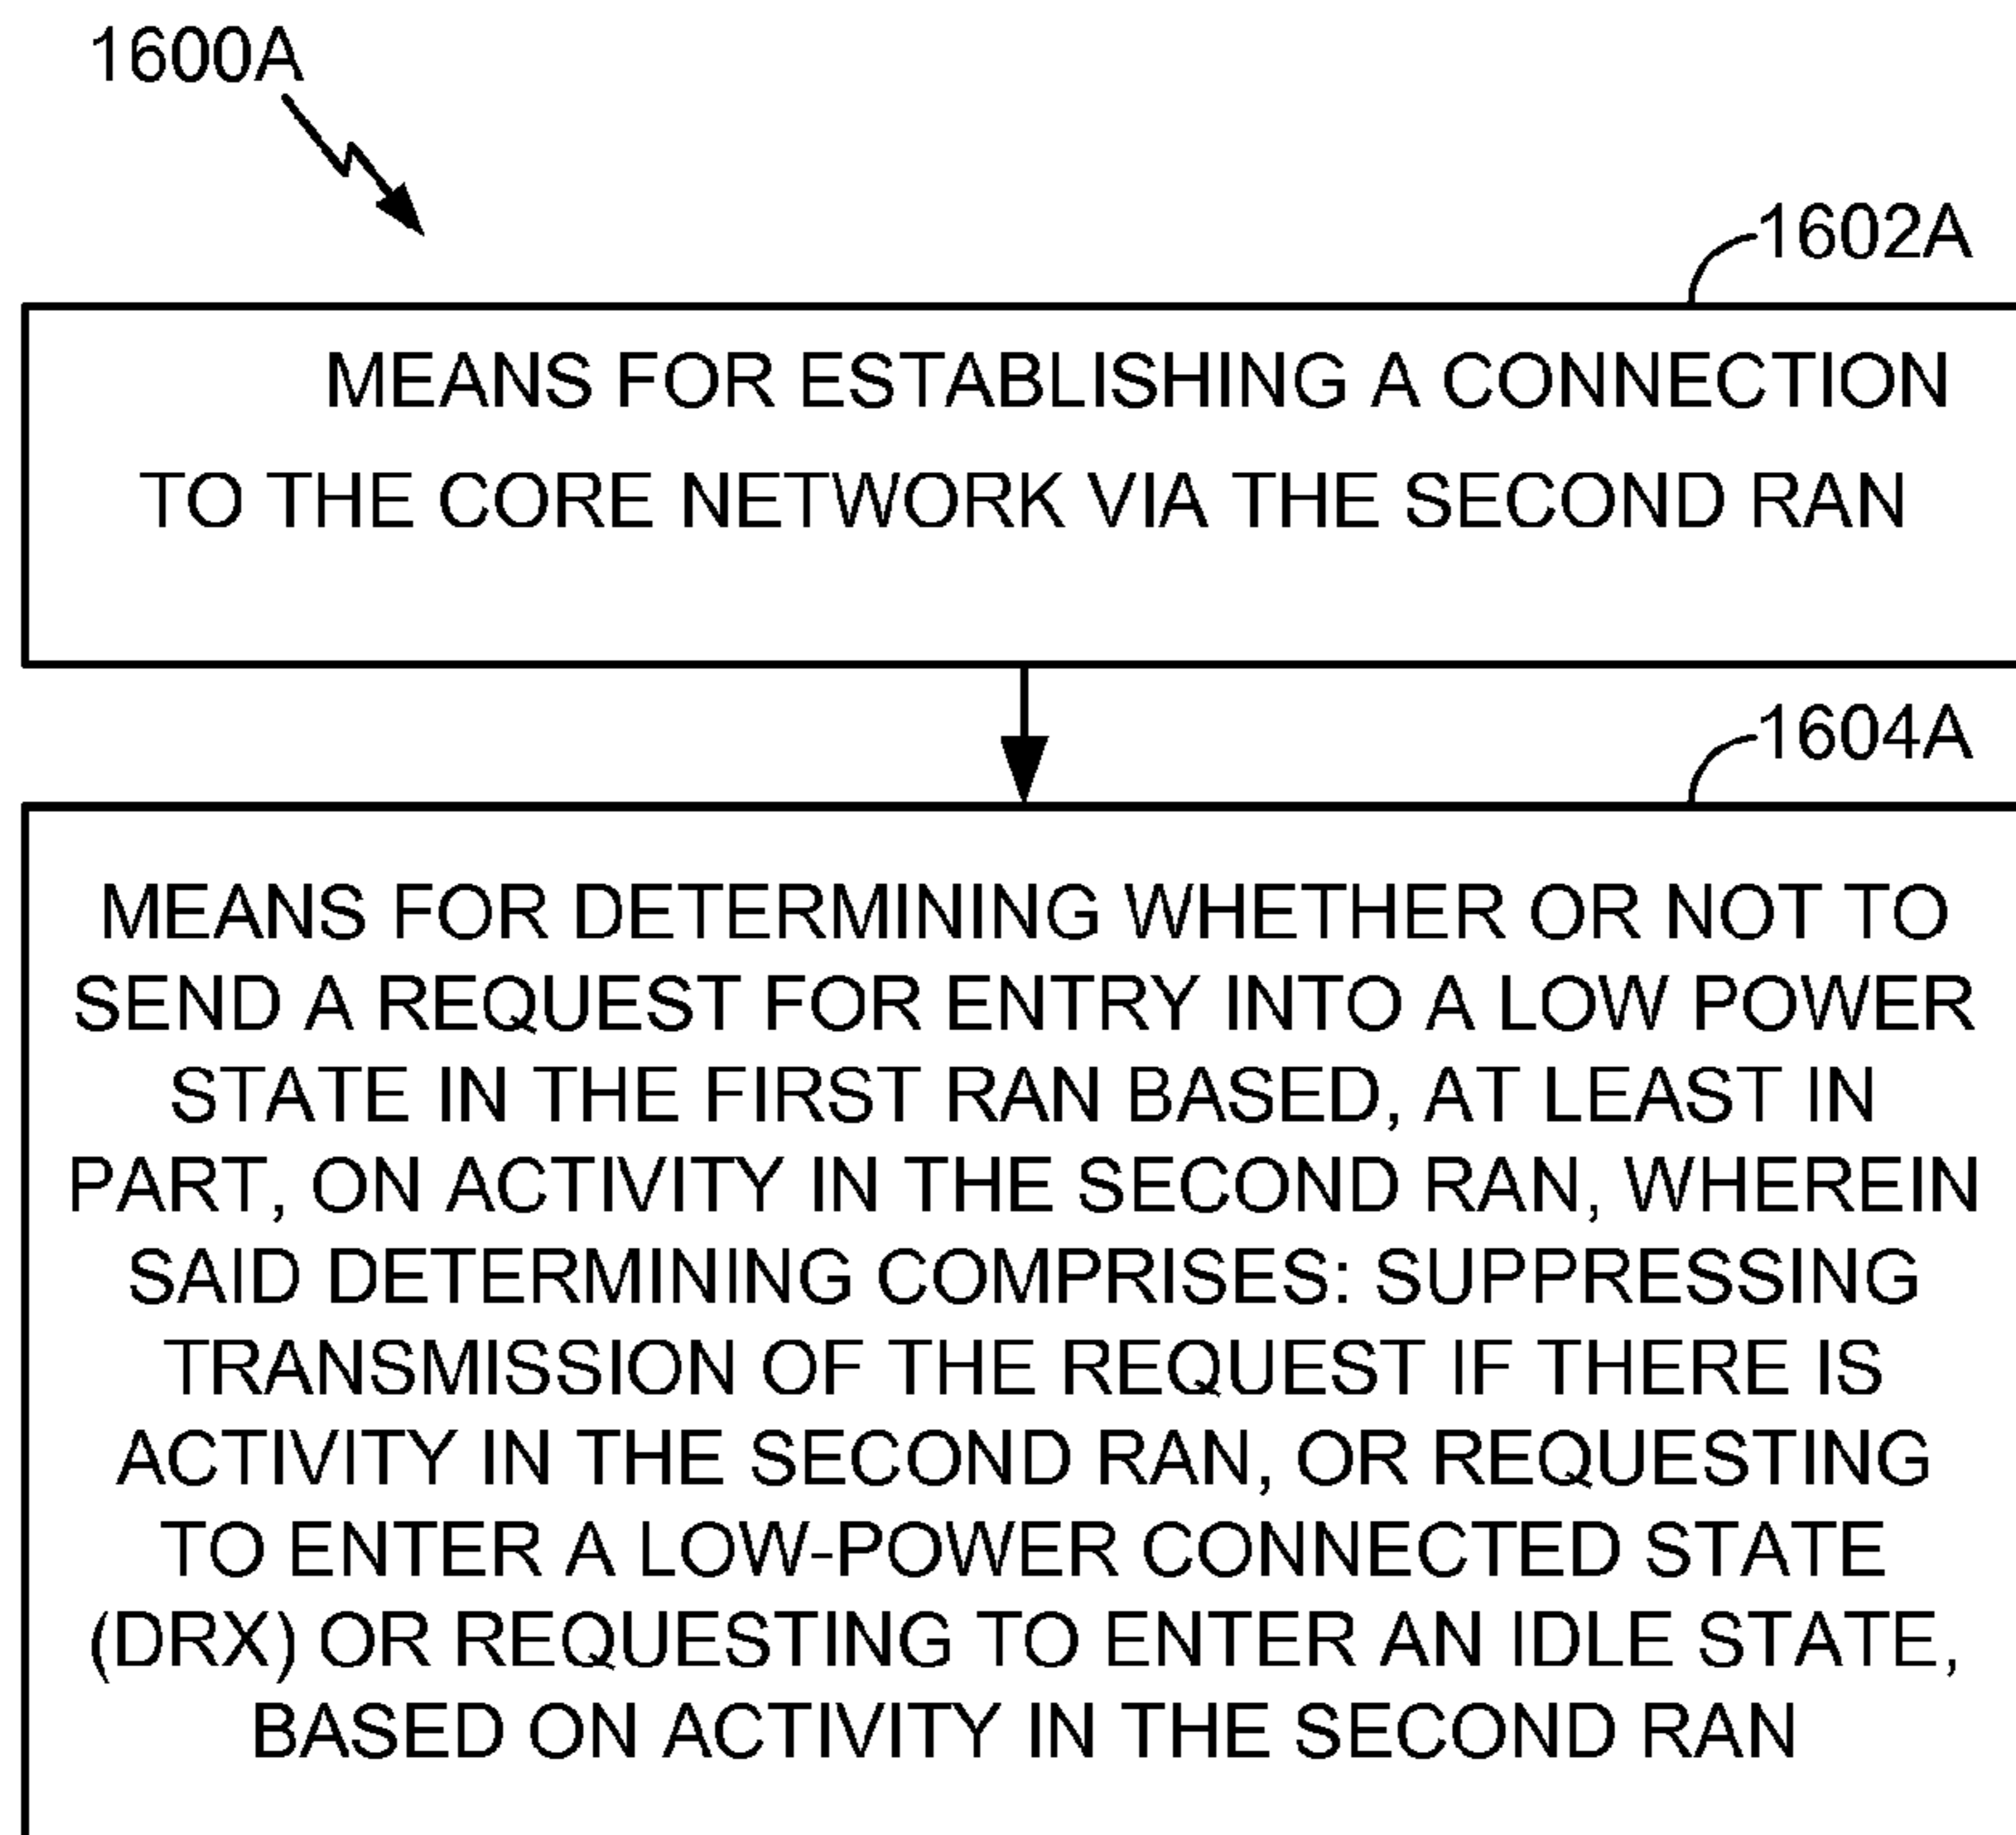 1600A
1602A
MEANS FOR ESTABLISHING A CONNECTION
TO THE CORE NETWORK VIA THE SECOND RAN
1604A
MEANS FOR DETERMINING WHETHER OR NOT TO
SEND A REQUEST FOR ENTRY INTO A LOW POWER
STATE IN THE FIRST RAN BASED, AT LEAST IN
PART, ON ACTIVITY IN THE SECOND RAN, WHEREIN
SAID DETERMINING COMPRISES: SUPPRESSING
TRANSMISSION OF THE REQUEST IF THERE IS
ACTIVITY IN THE SECOND RAN, OR REQUESTING
TO ENTER A LOW-POWER CONNECTED STATE
(DRX) OR REQUESTING TO ENTER AN IDLE STATE,
BASED ON ACTIVITY IN THE SECOND RAN